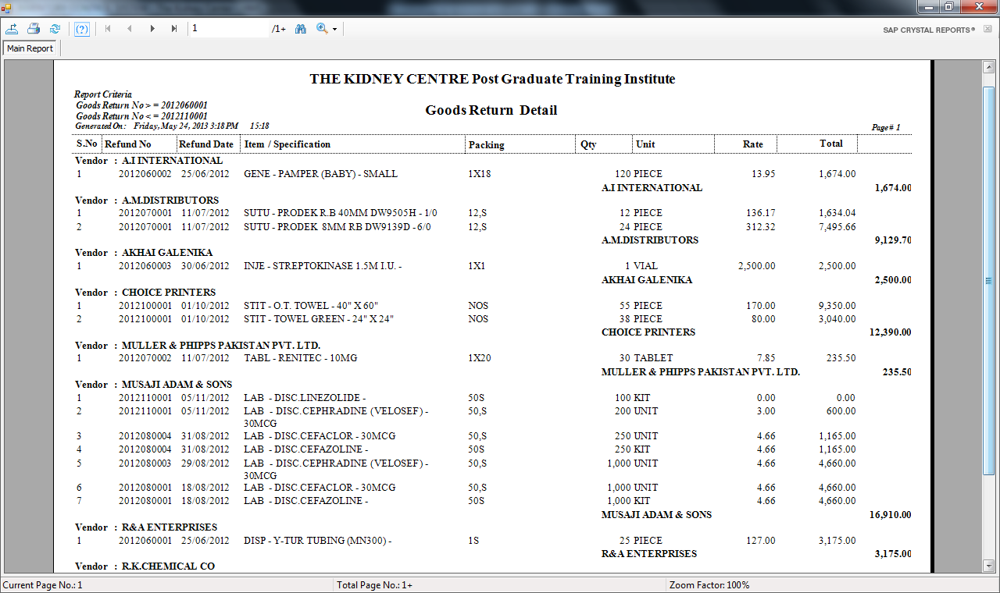 1 /1+ SAP CRYSTAL REPORTS®
Main Report
THE KIDNEY CENTRE Post Graduate Training Institute
Report Criteria
Goods Return No > = 2012060001
Goods Return No < = 2012110001
Goods Return Detail
Generated On: Friday, May 24, 2013 3:18 PM 15:18
Page # 1
S.No Refund No Refund Date Item / Specification Packing Qty Unit Rate Total
Vendor : A.I INTERNATIONAL
1 2012060002 25/06/2012 GENE - PAMPER (BABY) - SMALL 1X18 120 PIECE 13.95 1,674.00
A.I INTERNATIONAL 1,674.00
Vendor : A.M.DISTRIBUTORS
1 2012070001 11/07/2012 SUTU - PRODEK R.B 40MM DW9505H - 1/0 12,S 12 PIECE 136.17 1,634.04
2 2012070001 11/07/2012 SUTU - PRODEK 8MM RB DW9139D - 6/0 12,S 24 PIECE 312.32 7,495.66
A.M.DISTRIBUTORS 9,129.70
Vendor : AKHAI GALENIKA
1 2012060003 30/06/2012 INJE - STREPTOKINASE 1.5M I.U. - 1X1 1 VIAL 2,500.00 2,500.00
AKHAI GALENIKA 2,500.00
Vendor : CHOICE PRINTERS
1 2012100001 01/10/2012 STIT - O.T. TOWEL - 40" X 60" NOS 55 PIECE 170.00 9,350.00
2 2012100001 01/10/2012 STIT - TOWEL GREEN - 24" X 24" NOS 38 PIECE 80.00 3,040.00
CHOICE PRINTERS 12,390.00
Vendor : MULLER & PHIPPS PAKISTAN PVT. LTD.
1 2012070002 11/07/2012 TABL - RENITEC - 10MG 1X20 30 TABLET 7.85 235.50
MULLER & PHIPPS PAKISTAN PVT. LTD. 235.50
Vendor : MUSAJI ADAM & SONS
1 2012110001 05/11/2012 LAB - DISC.LINEZOLIDE - 50S 100 KIT 0.00 0.00
2 2012110001 05/11/2012 LAB - DISC.CEPHRADINE (VELOSEF) - 50,S 200 UNIT 3.00 600.00
30MCG
3 2012080004 31/08/2012 LAB - DISC.CEFACLOR - 30MCG 50,S 250 UNIT 4.66 1,165.00
4 2012080004 31/08/2012 LAB - DISC.CEFAZOLINE - 50S 250 KIT 4.66 1,165.00
5 2012080003 29/08/2012 LAB - DISC.CEPHRADINE (VELOSEF) - 50,S 1,000 UNIT 4.66 4,660.00
30MCG
6 2012080001 18/08/2012 LAB - DISC.CEFACLOR - 30MCG 50,S 1,000 UNIT 4.66 4,660.00
7 2012080001 18/08/2012 LAB - DISC.CEFAZOLINE - 50S 1,000 KIT 4.66 4,660.00
MUSAJI ADAM & SONS 16,910.00
Vendor : R&A ENTERPRISES
1 2012060001 25/06/2012 DISP - Y-TUR TUBING (MN300) - 1S 25 PIECE 127.00 3,175.00
R&A ENTERPRISES 3,175.00
Vendor : R.K.CHEMICAL CO
Current Page No.: 1 Total Page No.: 1+ Zoom Factor: 100%